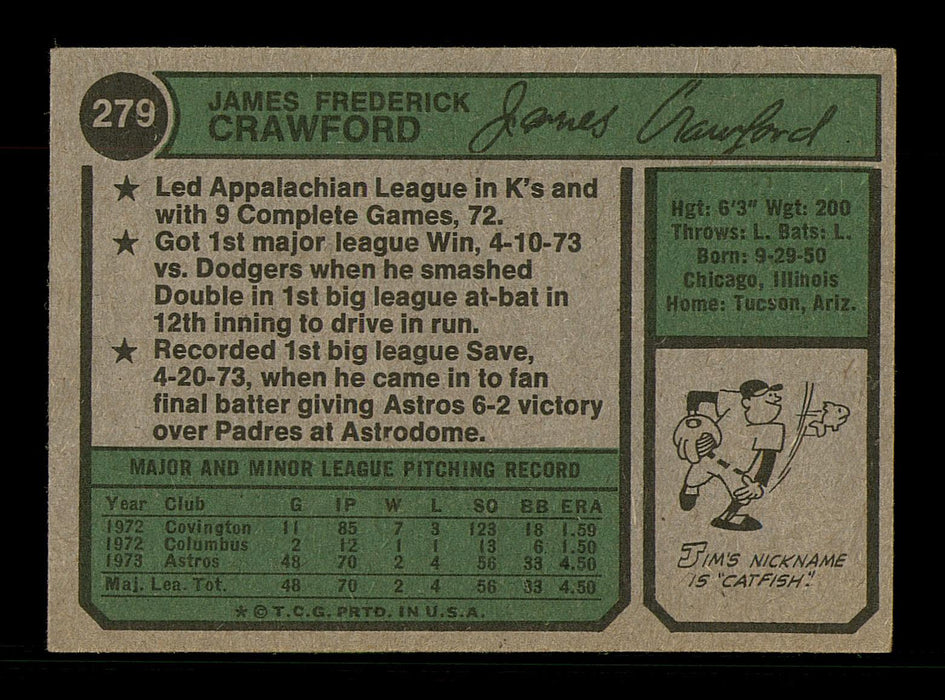 279
JAMES FREDERICK
CRAWFORD
James Crawford
★ Led Appalachian League in K's and
with 9 Complete Games, 72.
★ Got 1st major league Win, 4-10-73
vs. Dodgers when he smashed
Double in 1st big league at-bat in
12th inning to drive in run.
★ Recorded 1st big league Save,
4-20-73, when he came in to fan
final batter giving Astros 6-2 victory
over Padres at Astrodome.
Hgt: 6'3" Wgt: 200
Throws: L. Bats: L.
Born: 9-29-50
Chicago, Illinois
Home: Tucson, Ariz.
MAJOR AND MINOR LEAGUE PITCHING RECORD
Year Club G IP W L SO BB ERA
1972 Covington 11 85 7 3 123 18 1.59
1972 Columbus 2 12 1 1 13 6 1.50
1973 Astros 48 70 2 4 56 33 4.50
Maj. Lea. Tot. 48 70 2 4 56 33 4.50
★ © T.C.G. PRTD. IN U.S.A.
JIM'S NICKNAME
IS "CATFISH."